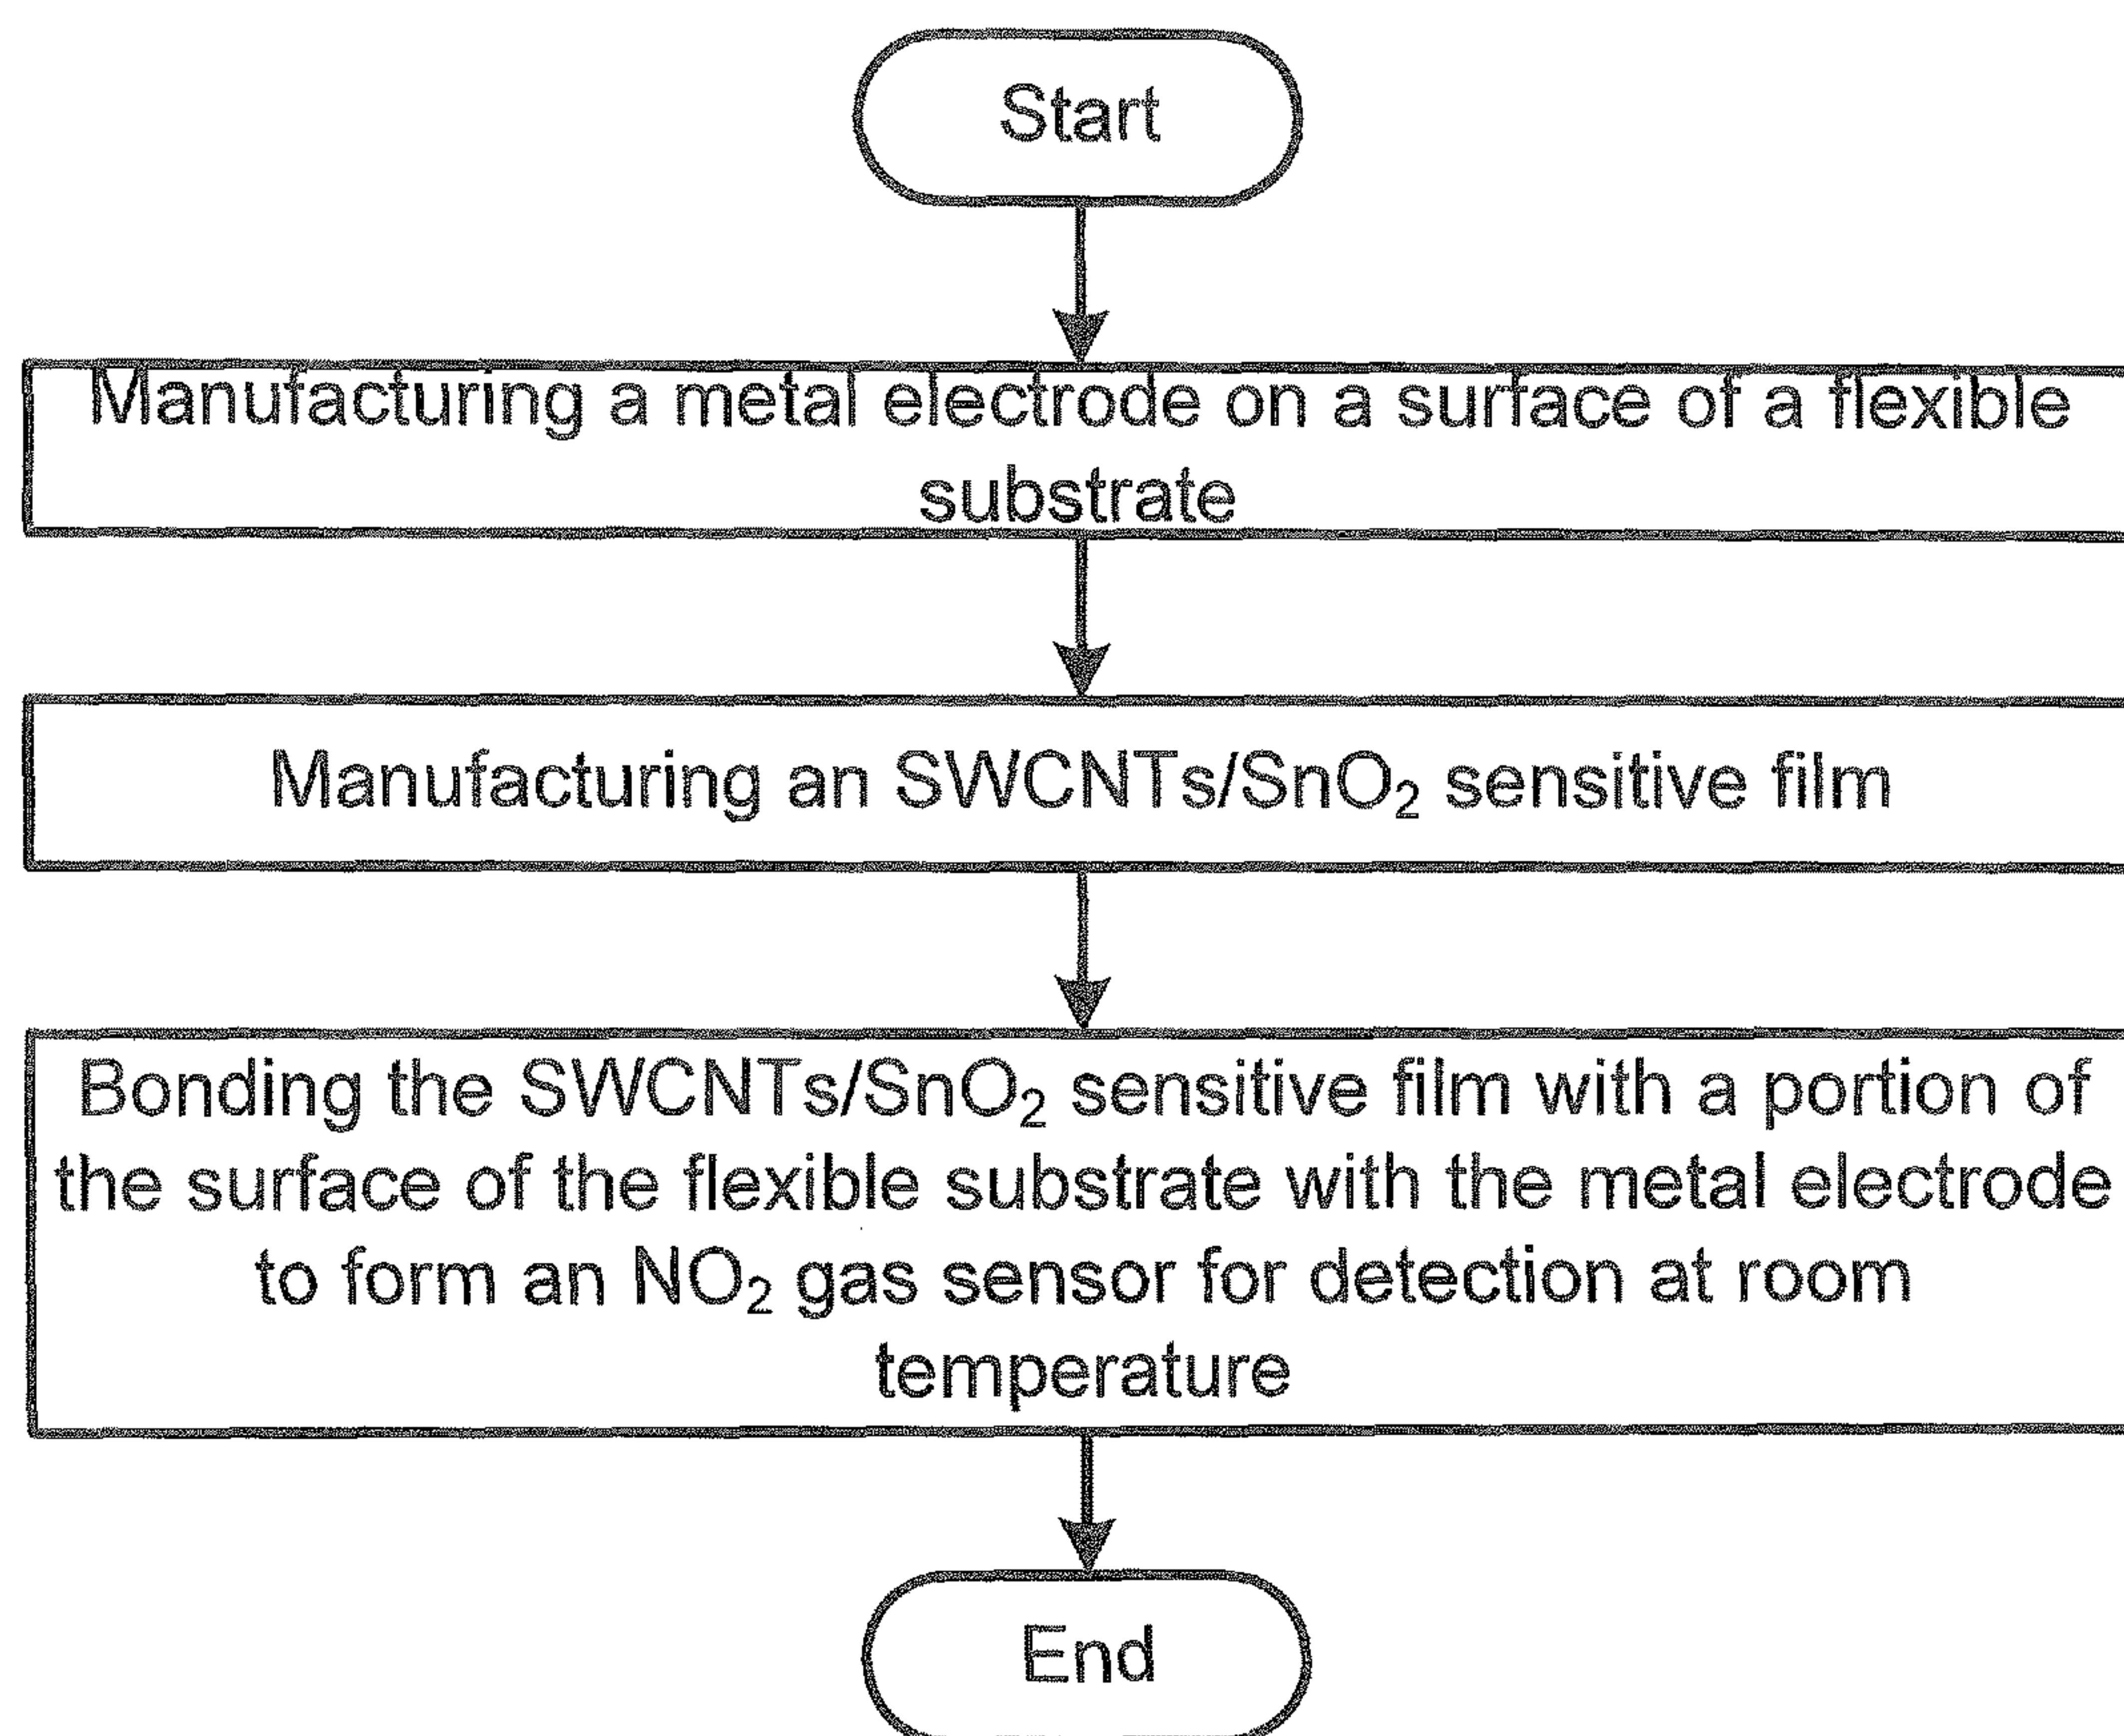 Start
Manufacturing a metal electrode on a surface of a flexible
substrate
Manufacturing an SWCNTs/SnO₂ sensitive film
Bonding the SWCNTs/SnO₂ sensitive film with a portion of
the surface of the flexible substrate with the metal electrode
to form an NO₂ gas sensor for detection at room
temperature
End